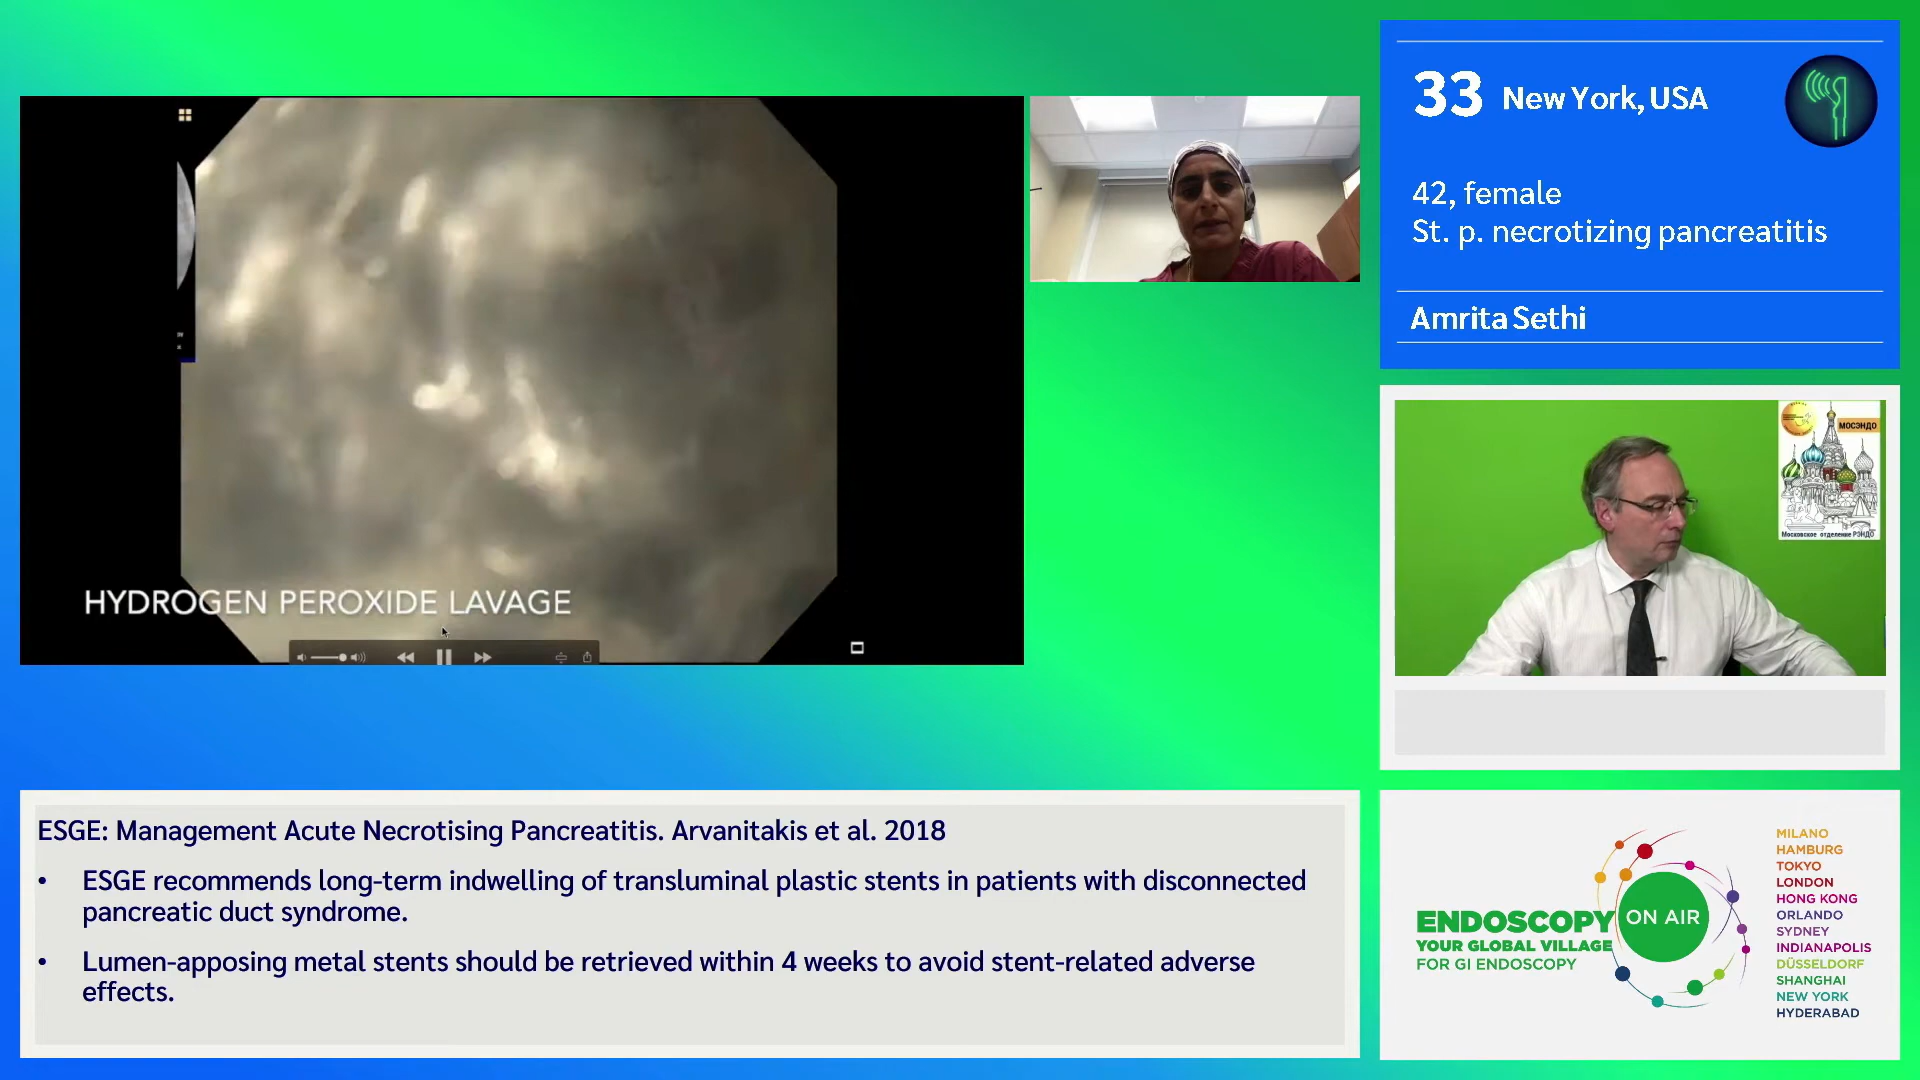 HYDROGEN PEROXIDE LAVAGE
33 New York, USA
42, female
St. p. necrotizing pancreatitis
Amrita Sethi
МОСЭНДО
Московское отделение РЭНДО
ESGE: Management Acute Necrotising Pancreatitis. Arvanitakis et al. 2018
• ESGE recommends long-term indwelling of transluminal plastic stents in patients with disconnected
pancreatic duct syndrome.
• Lumen-apposing metal stents should be retrieved within 4 weeks to avoid stent-related adverse
effects.
ENDOSCOPY ON AIR
YOUR GLOBAL VILLAGE
FOR GI ENDOSCOPY
MILANO
HAMBURG
TOKYO
LONDON
HONG KONG
ORLANDO
SYDNEY
INDIANAPOLIS
DÜSSELDORF
SHANGHAI
NEW YORK
HYDERABAD